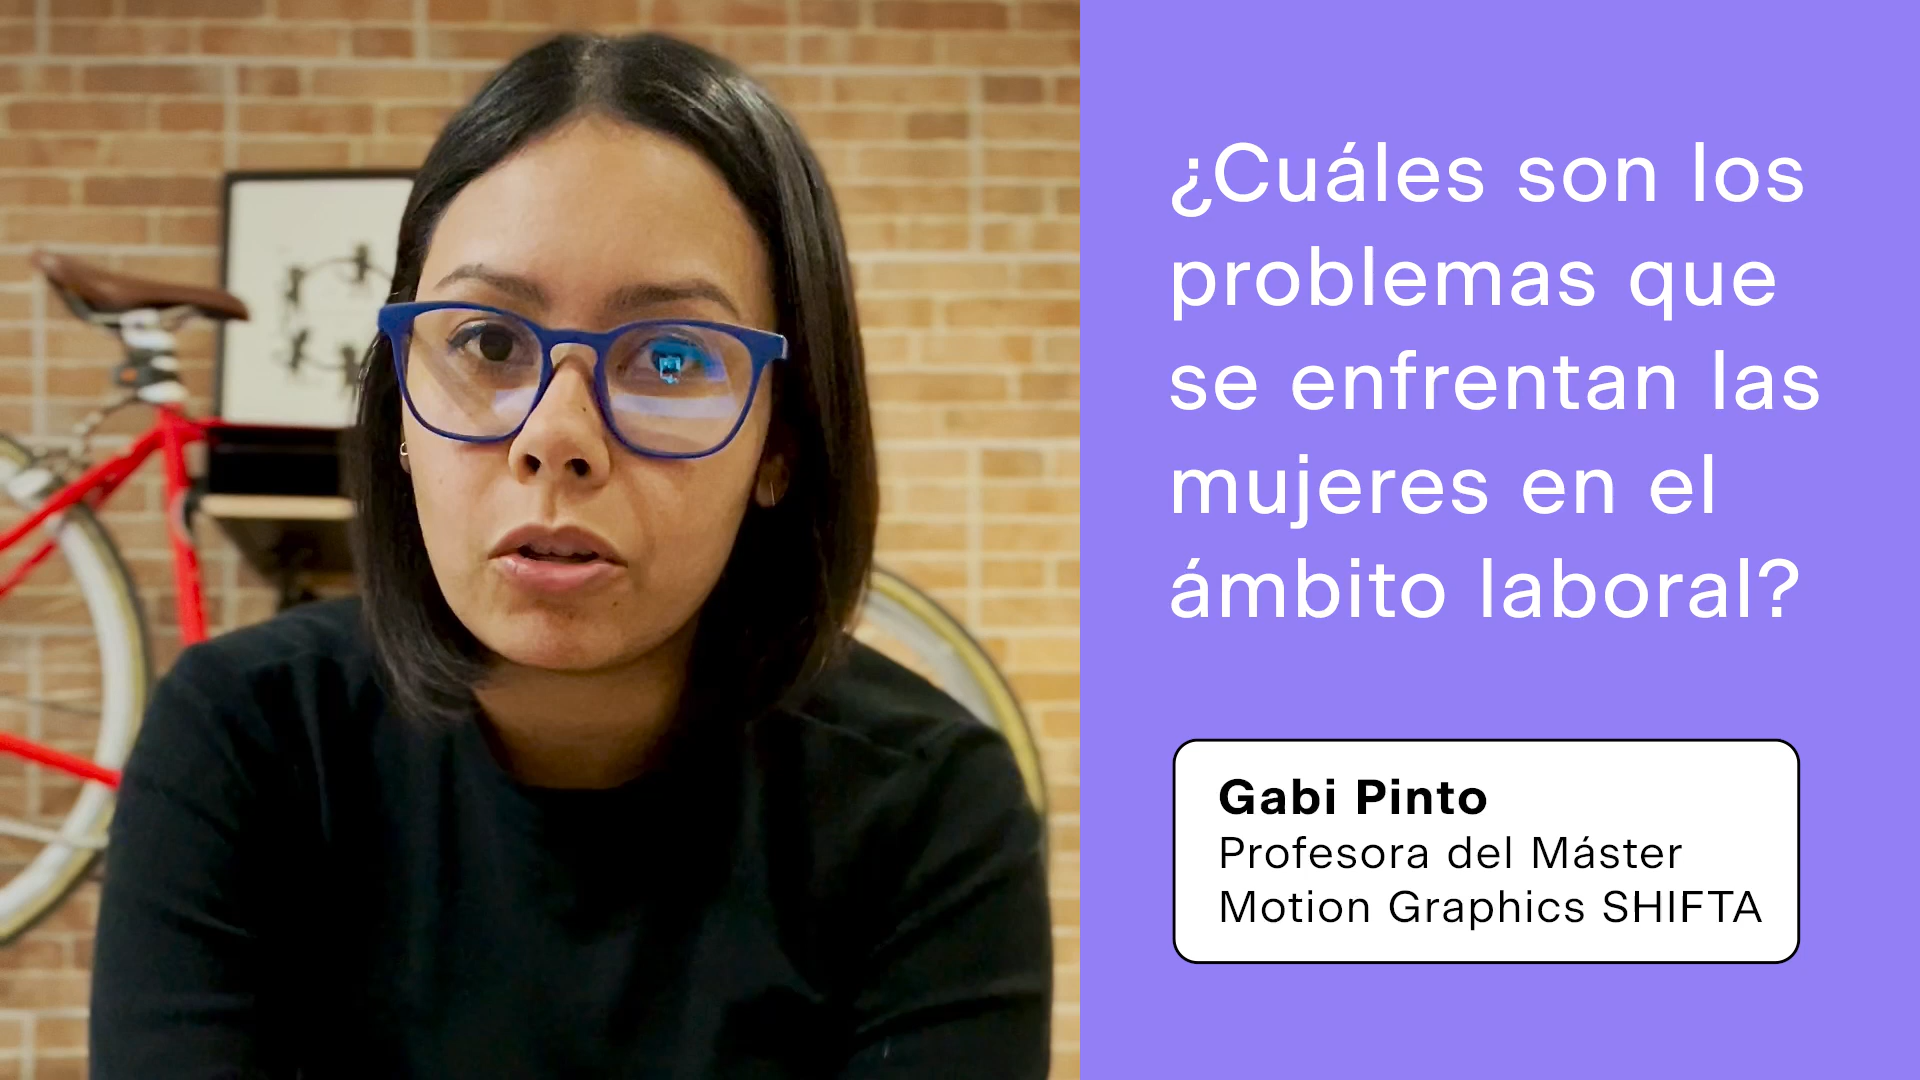 ¿Cuáles son los
problemas que
se enfrentan las
mujeres en el
ámbito laboral?
Gabi Pinto
Profesora del Máster
Motion Graphics SHIFTA